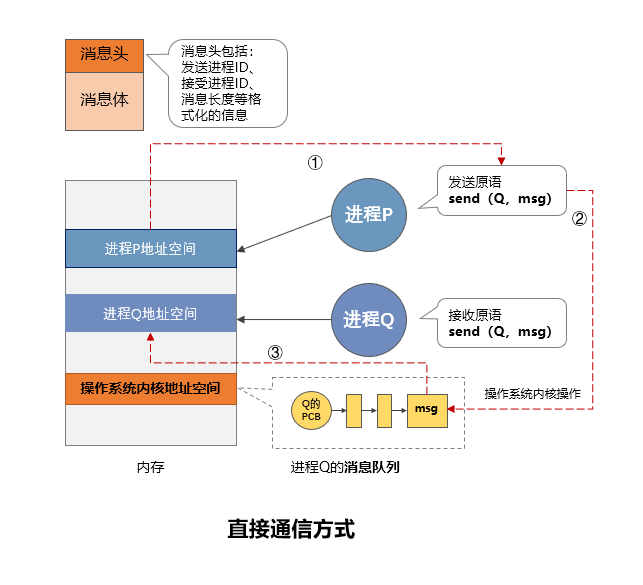 消息头
消息体
消息头包括：
发送进程ID、
接受进程ID、
消息长度等格
式化的信息
①
进程P
发送原语
send（Q，msg）
②
进程P地址空间
进程Q地址空间
进程Q
接收原语
send（Q，msg）
③
操作系统内核地址空间
Q的
PCB
msg
操作系统内核操作
内存
进程Q的消息队列
直接通信方式